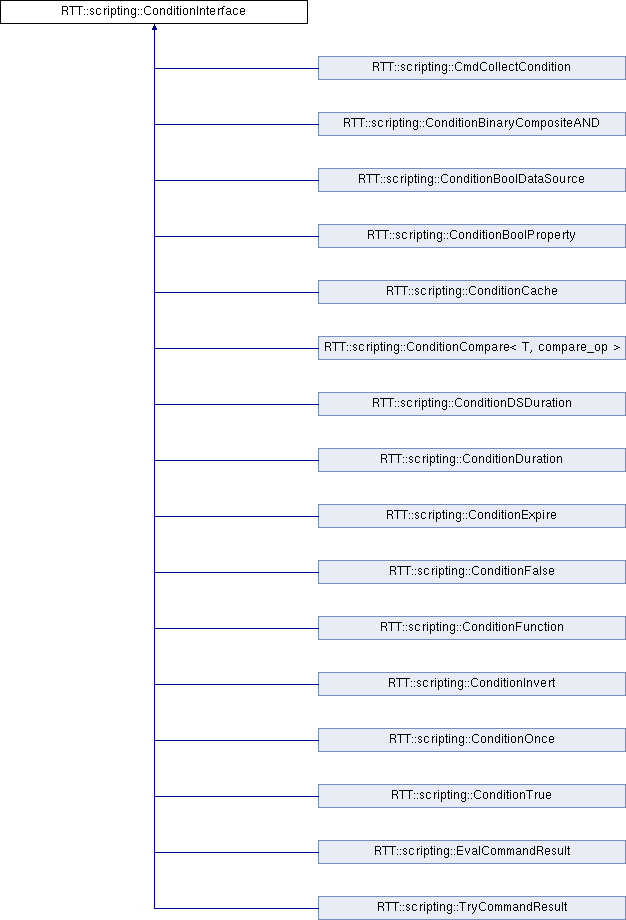 RTT::scripting::ConditionInterface
RTT::scripting::CmdCollectCondition
RTT::scripting::ConditionBinaryCompositeAND
RTT::scripting::ConditionBoolDataSource
RTT::scripting::ConditionBoolProperty
RTT::scripting::ConditionCache
RTT::scripting::ConditionCompare< T, compare_op >
RTT::scripting::ConditionDSDuration
RTT::scripting::ConditionDuration
RTT::scripting::ConditionExpire
RTT::scripting::ConditionFalse
RTT::scripting::ConditionFunction
RTT::scripting::ConditionInvert
RTT::scripting::ConditionOnce
RTT::scripting::ConditionTrue
RTT::scripting::EvalCommandResult
RTT::scripting::TryCommandResult